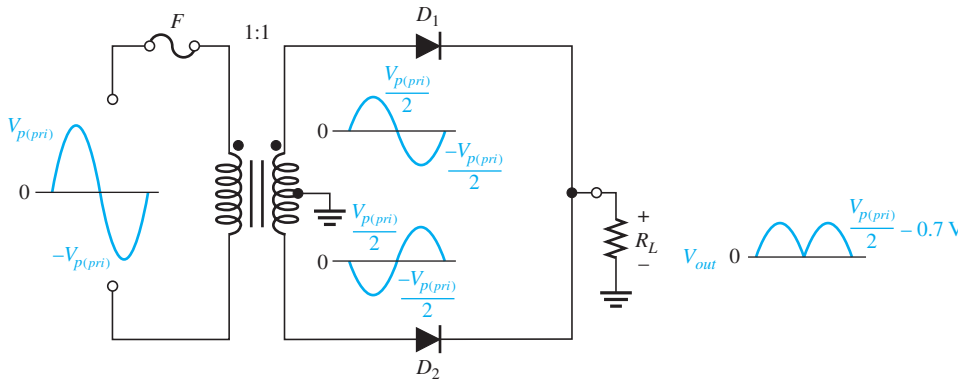 F
1:1
D1
Vp(pri)
0
–Vp(pri)
0
Vp(pri)
2
–Vp(pri)
2
Vp(pri)
2
0
–Vp(pri)
2
D2
+
RL
–
Vout 0
Vp(pri)
2
– 0.7 V